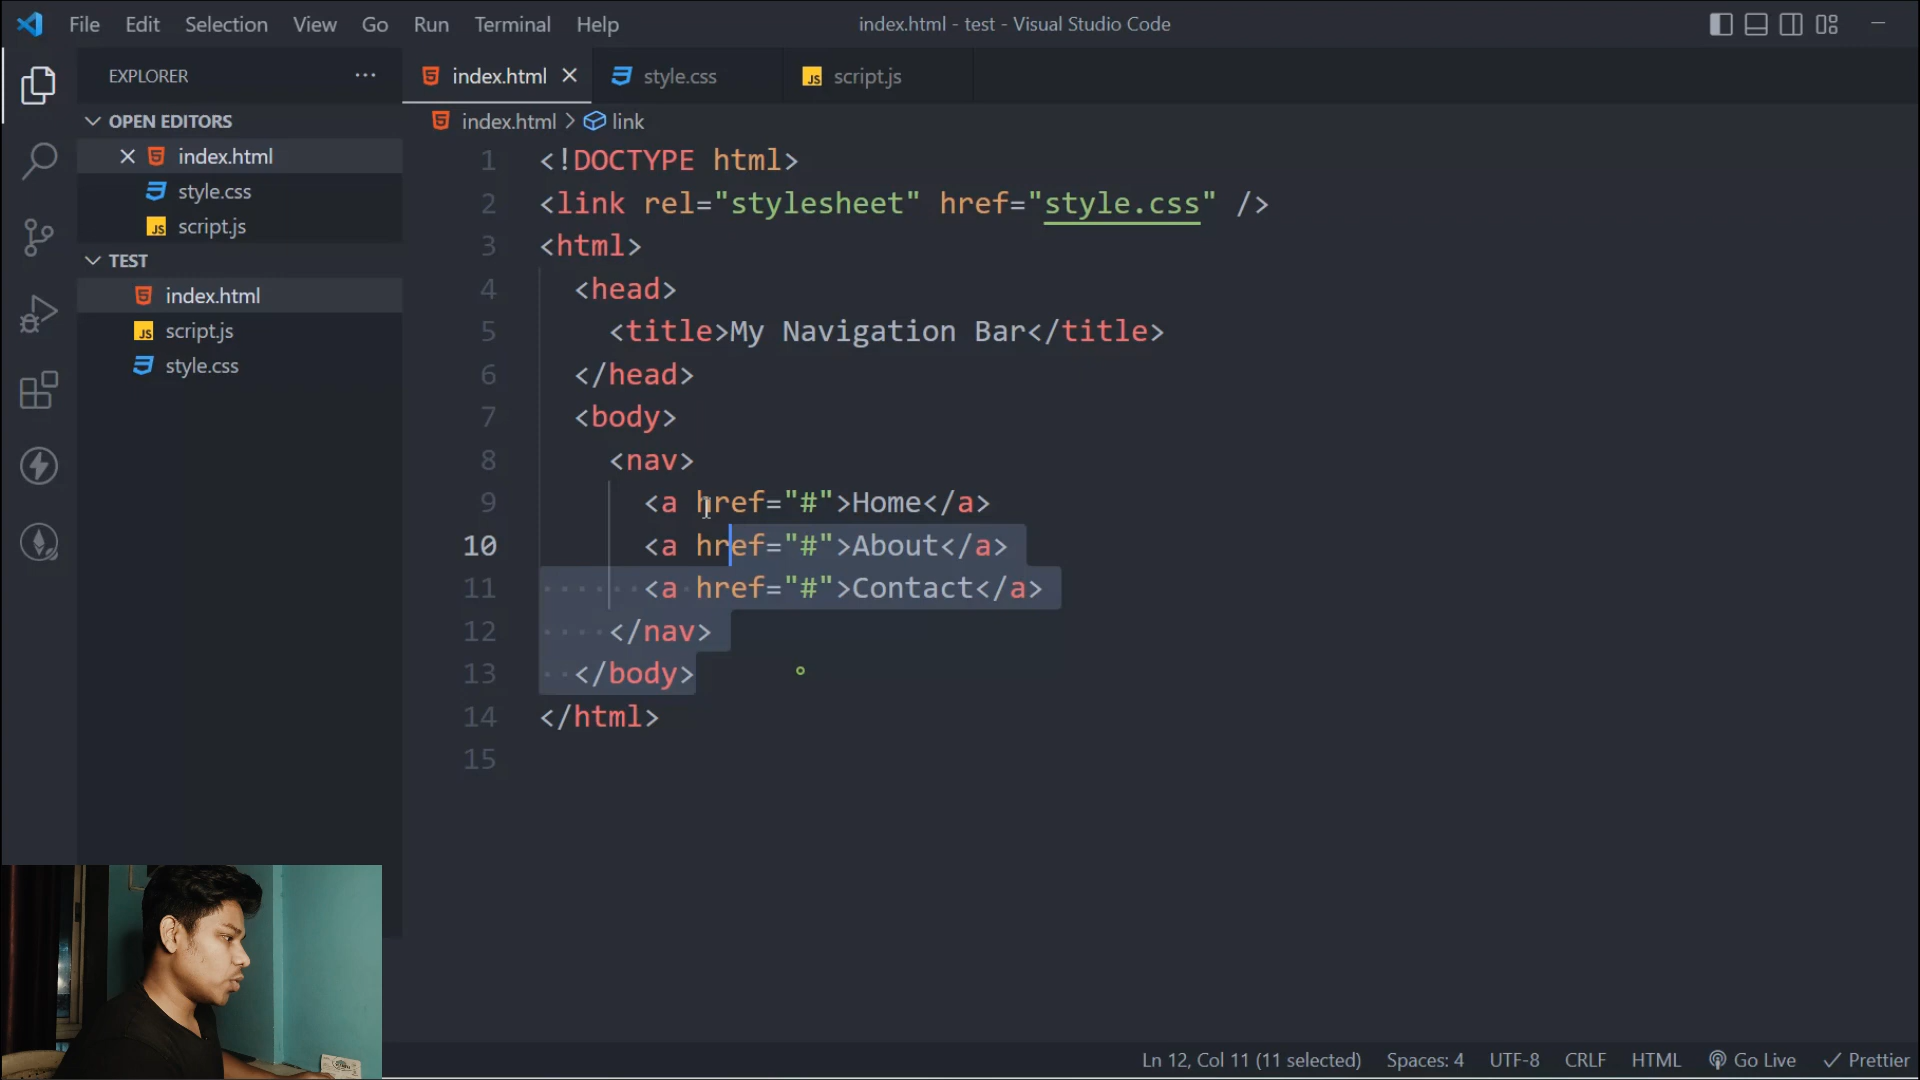 File Edit Selection View Go Run Terminal Help
index.html - test - Visual Studio Code
EXPLORER
index.html
style.css
JS script.js
OPEN EDITORS
index.html
style.css
JS script.js
TEST
index.html
JS script.js
style.css
index.html > link
1 <!DOCTYPE html>
2 <link rel="stylesheet" href="style.css" />
3 <html>
4 <head>
5 <title>My Navigation Bar</title>
6 </head>
7 <body>
8 <nav>
9 <a href="#">Home</a>
10 <a href="#">About</a>
11 <a href="#">Contact</a>
12 </nav>
13 </body>
14 </html>
15
Ln 12, Col 11 (11 selected) Spaces: 4 UTF-8 CRLF HTML Go Live Prettier